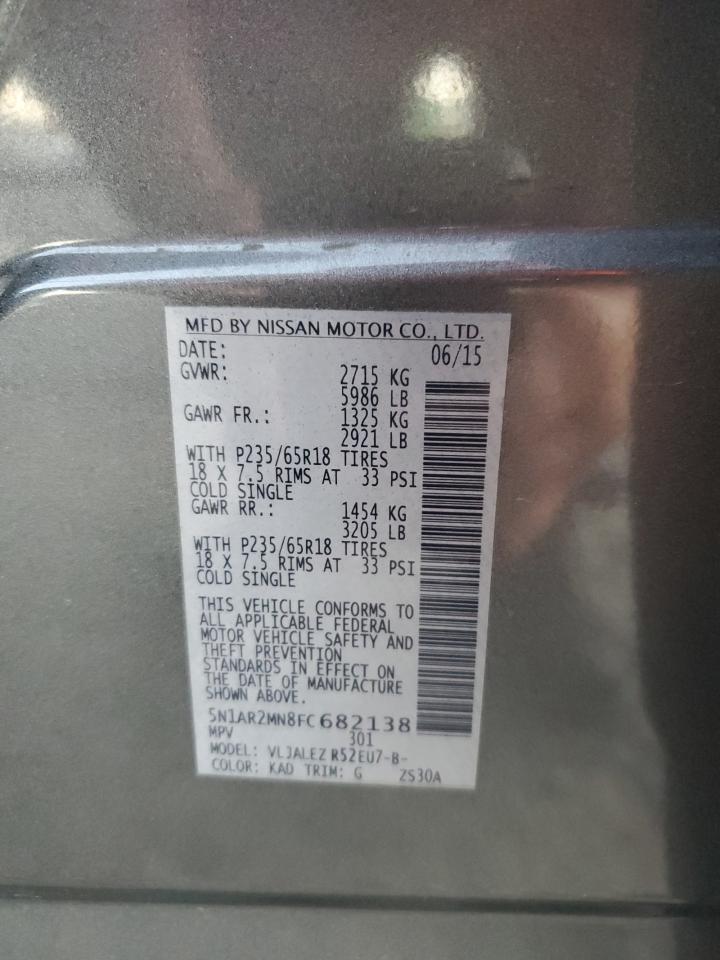 MFD BY NISSAN MOTOR CO., LTD.
DATE: 06/15
GVWR: 2715 KG
5986 LB
GAWR FR.: 1325 KG
2921 LB
WITH P235/65R18 TIRES
18 X 7.5 RIMS AT 33 PSI
COLD SINGLE
GAWR RR.: 1454 KG
3205 LB
WITH P235/65R18 TIRES
18 X 7.5 RIMS AT 33 PSI
COLD SINGLE
THIS VEHICLE CONFORMS TO
ALL APPLICABLE FEDERAL
MOTOR VEHICLE SAFETY AND
THEFT PREVENTION
STANDARDS IN EFFECT ON
THE DATE OF MANUFACTURE
SHOWN ABOVE.
5N1AR2MN8FC682138
MPV 301
MODEL: VLJALEZ R52EU7-B-
COLOR: KAD TRIM: G ZS30A